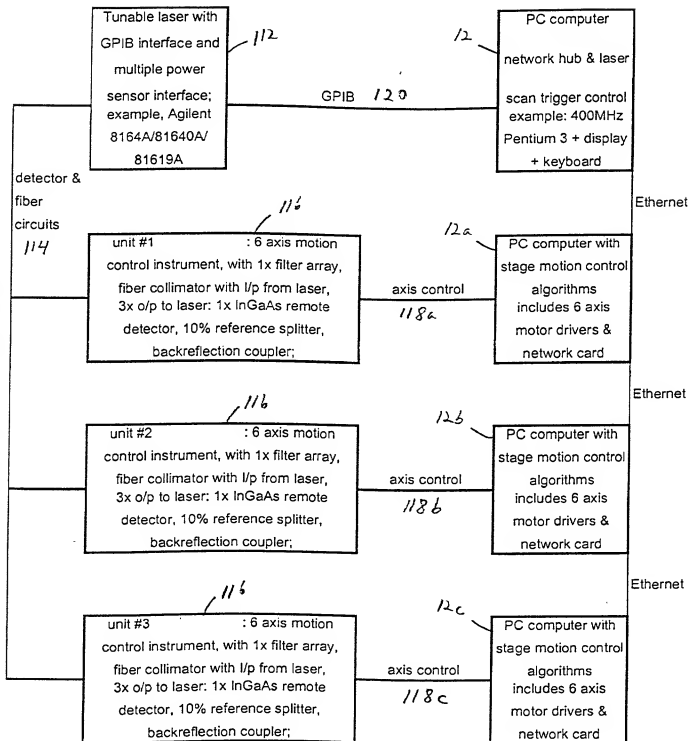 Tunable laser with
GPIB interface and
multiple power
sensor interface;
example, Agilent
8164A/81640A/
81619A
112
GPIB 120
12
PC computer
network hub & laser
scan trigger control
example: 400MHz
Pentium 3 + display
+ keyboard
detector &
fiber
circuits
114
Ethernet
116
unit #1 : 6 axis motion
control instrument, with 1x filter array,
fiber collimator with I/p from laser,
3x o/p to laser: 1x InGaAs remote
detector, 10% reference splitter,
backreflection coupler;
axis control
118a
12a
PC computer with
stage motion control
algorithms
includes 6 axis
motor drivers &
network card
Ethernet
116
unit #2 : 6 axis motion
control instrument, with 1x filter array,
fiber collimator with I/p from laser,
3x o/p to laser: 1x InGaAs remote
detector, 10% reference splitter,
backreflection coupler;
axis control
118b
12b
PC computer with
stage motion control
algorithms
includes 6 axis
motor drivers &
network card
Ethernet
116
unit #3 : 6 axis motion
control instrument, with 1x filter array,
fiber collimator with I/p from laser,
3x o/p to laser: 1x InGaAs remote
detector, 10% reference splitter,
backreflection coupler;
axis control
118c
12c
PC computer with
stage motion control
algorithms
includes 6 axis
motor drivers &
network card